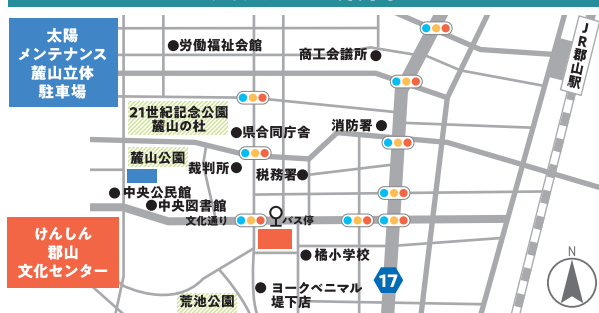 太陽
メンテナンス
麓山立体
駐車場
労働福祉会館
商工会議所
JR郡山駅
21世紀記念公園
麓山の杜
県合同庁舎
消防署
麓山公園
裁判所
税務署
中央公民館
中央図書館
文化通り
バス停
けんしん
郡山
文化センター
橘小学校
17
ヨークベニマル
堤下店
荒池公園
N